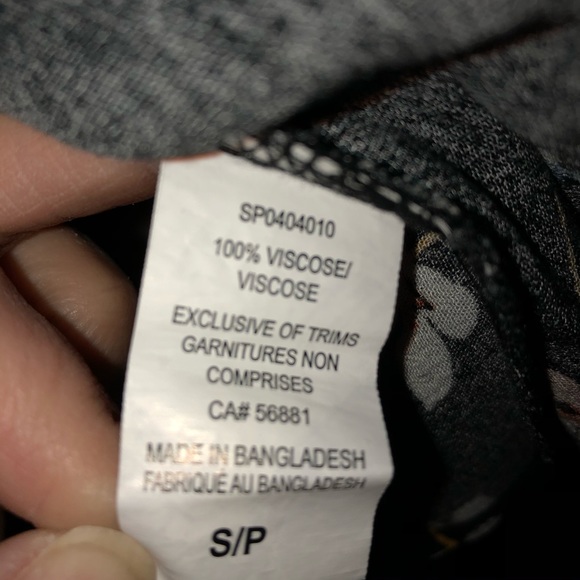 SP0404010
100% VISCOSE/
VISCOSE
EXCLUSIVE OF TRIMS
GARNITURES NON
COMPRISES
CA# 56881
MADE IN BANGLADESH
FABRIQUÉ AU BANGLADESH
S/P